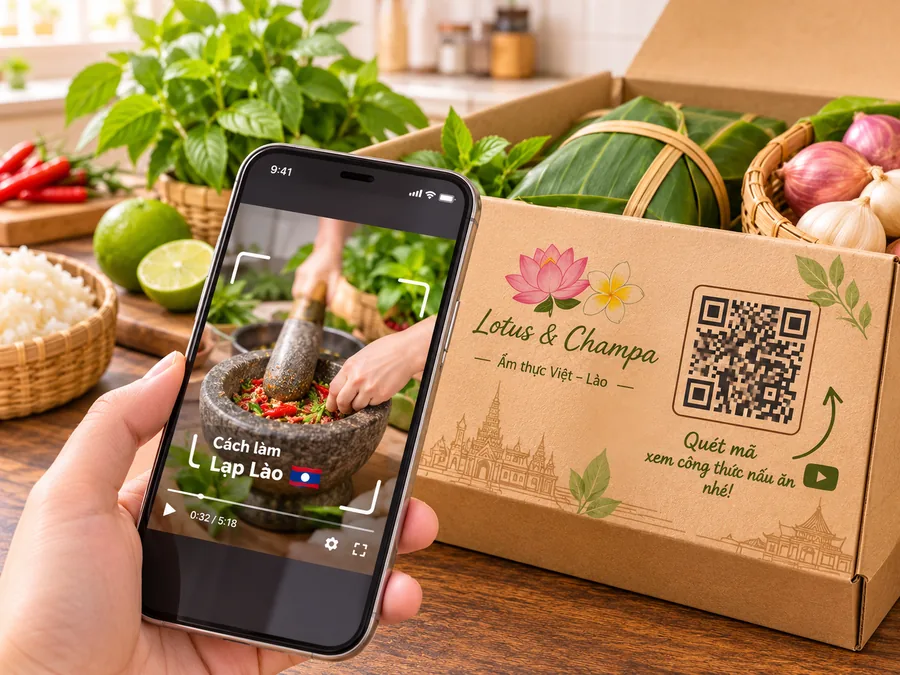 9:41
Cách làm
Lạp Lào
0:32 / 5:18
Lotus & Champa
Ẩm thực Việt – Lào
Quét mã
xem công thức nấu ăn
nhé!